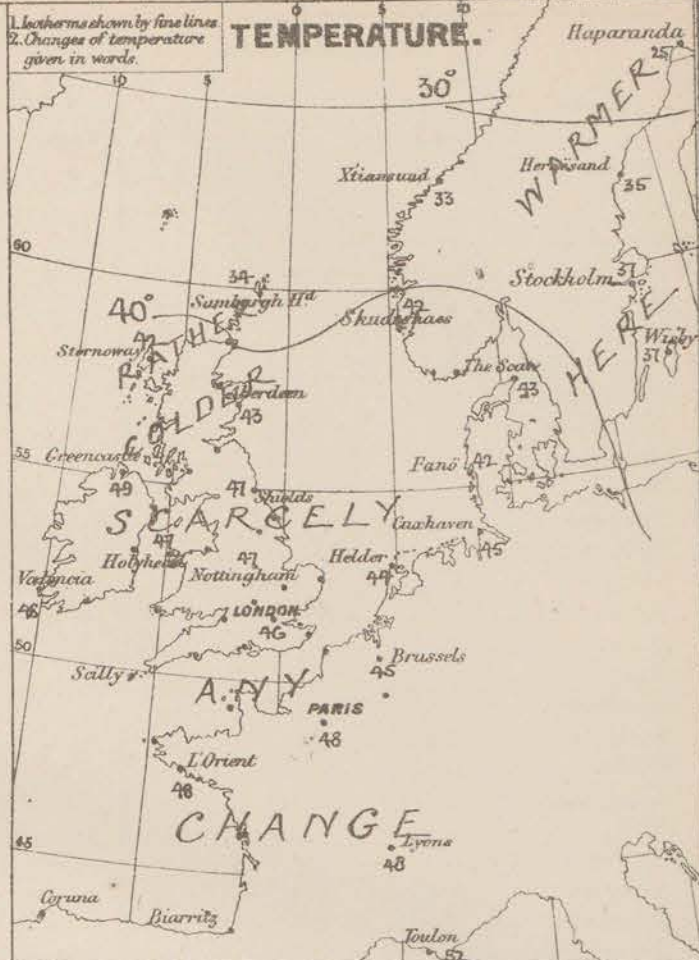 1. Isotherms shown by fine lines
2. Changes of temperature
given in words.
TEMPERATURE.
10 5 0 5 10
Haparanda
25
30°
WARMER
Xtiansund
33
Hernösand
35
60
34
Sumburgh Hd
Stockholm
37
40°
42
Skudesnaes
42
Stornoway
RATHER
HERE
Wisby
37
The Scaw
43
Aberdeen
43
COLDER
55
Greencastle
49
Fanö
42
47
Shields
SCARCELY
Cuxhaven
45
47
Holyhead
47
Nottingham
Helder
44
Valencia
46
LONDON
46
50
Brussels
45
Scilly
ANY
PARIS
48
L'Orient
48
CHANGE
Lyons
48
45
Coruna
Biarritz
Toulon
52